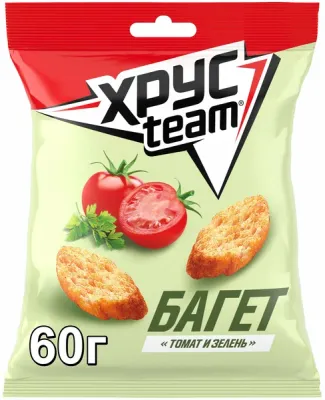 ХРУС
team®
БАГЕТ
« ТОМАТ И ЗЕЛЕНЬ »
60г